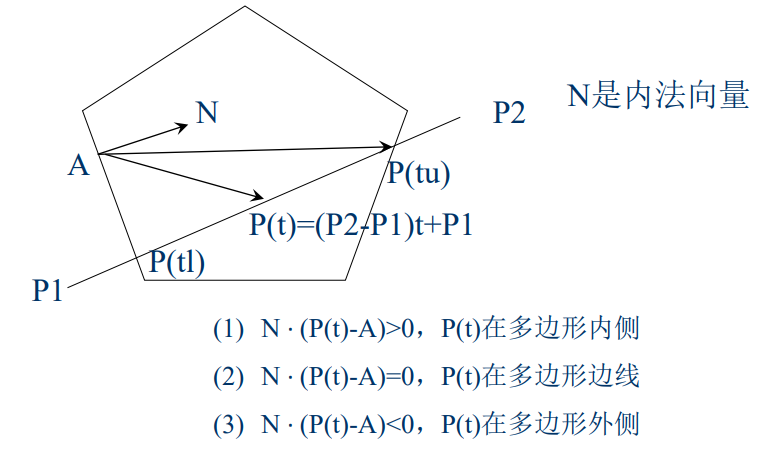 N
N是内法向量
P2
A
P(tu)
P(t)=(P2-P1)t+P1
P(tl)
P1
(1) N · (P(t)-A)>0，P(t)在多边形内侧
(2) N · (P(t)-A)=0，P(t)在多边形边线
(3) N · (P(t)-A)<0，P(t)在多边形外侧